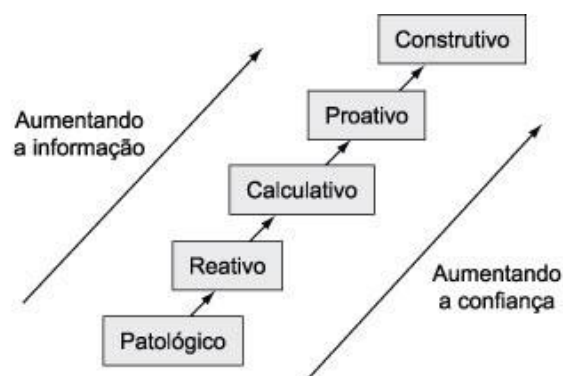 Construtivo
Aumentando
a informação
Proativo
Calculativo
Reativo
Aumentando
a confiança
Patológico